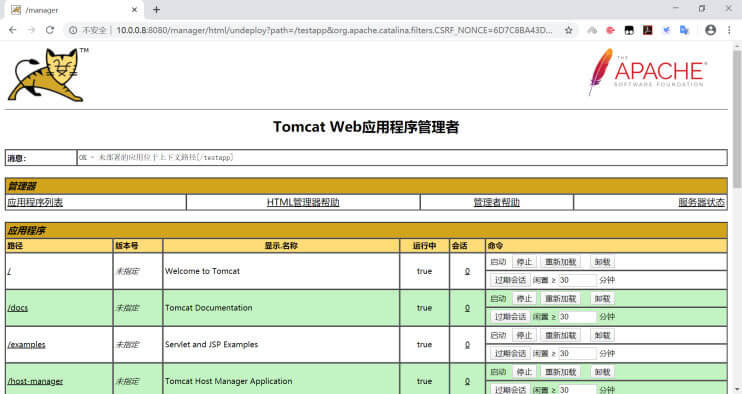 /manager
不安全 | 10.0.0.8:8080/manager/html/undeploy?path=/testapp&org.apache.catalina.filters.CSRF_NONCE=6D7C8BA43D...
TM
THE
APACHE®
SOFTWARE FOUNDATION
Tomcat Web应用程序管理者
消息: OK - 未部署的应用位于上下文路径[/testapp]
管理器
应用程序列表 HTML管理器帮助 管理者帮助 服务器状态
应用程序
路径 版本号 显示.名称 运行中 会话 命令
/ 未指定 Welcome to Tomcat true 0 启动 停止 重新加载 卸载
过期会话 闲置 ≥ 30 分钟
/docs 未指定 Tomcat Documentation true 0 启动 停止 重新加载 卸载
过期会话 闲置 ≥ 30 分钟
/examples 未指定 Servlet and JSP Examples true 0 启动 停止 重新加载 卸载
过期会话 闲置 ≥ 30 分钟
/host-manager 未指定 Tomcat Host Manager Application true 0 启动 停止 重新加载 卸载
过期会话 闲置 ≥ 30 分钟